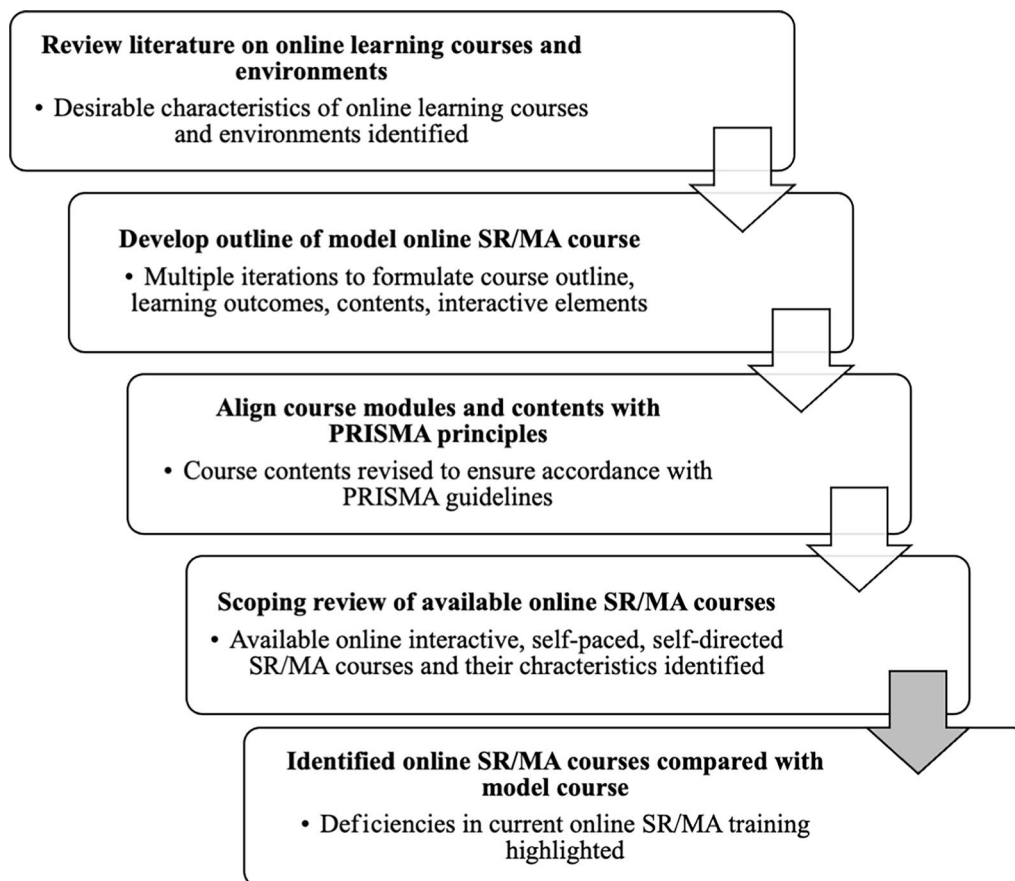 Review literature on online learning courses and
environments
• Desirable characteristics of online learning courses
and environments identified
Develop outline of model online SR/MA course
• Multiple iterations to formulate course outline,
learning outcomes, contents, interactive elements
Align course modules and contents with
PRISMA principles
• Course contents revised to ensure accordance with
PRISMA guidelines
Scoping review of available online SR/MA courses
• Available online interactive, self-paced, self-directed
SR/MA courses and their chracteristics identified
Identified online SR/MA courses compared with
model course
• Deficiencies in current online SR/MA training
highlighted